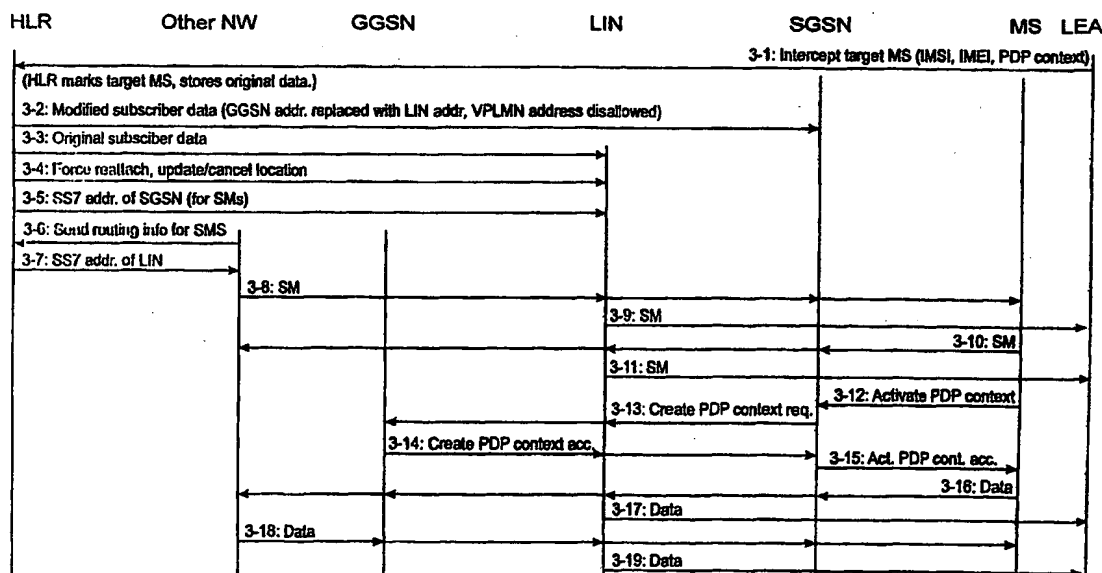 HLR Other NW GGSN LIN SGSN MS LEA
3-1: Intercept target MS (IMSI, IMEI, PDP context)
(HLR marks target MS, stores original data.)
3-2: Modified subscriber data (GGSN addr. replaced with LIN addr, VPLMN address disallowed)
3-3: Original subsciber data
3-4: Force reattach, update/cancel location
3-5: SS7 addr. of SGSN (for SMs)
3-6: Send routing info for SMS
3-7: SS7 addr. of LIN
3-8: SM
3-9: SM
3-10: SM
3-11: SM
3-12: Activate PDP context
3-13: Create PDP context req.
3-14: Create PDP context acc.
3-15: Act. PDP cont. acc.
3-16: Data
3-17: Data
3-18: Data
3-19: Data